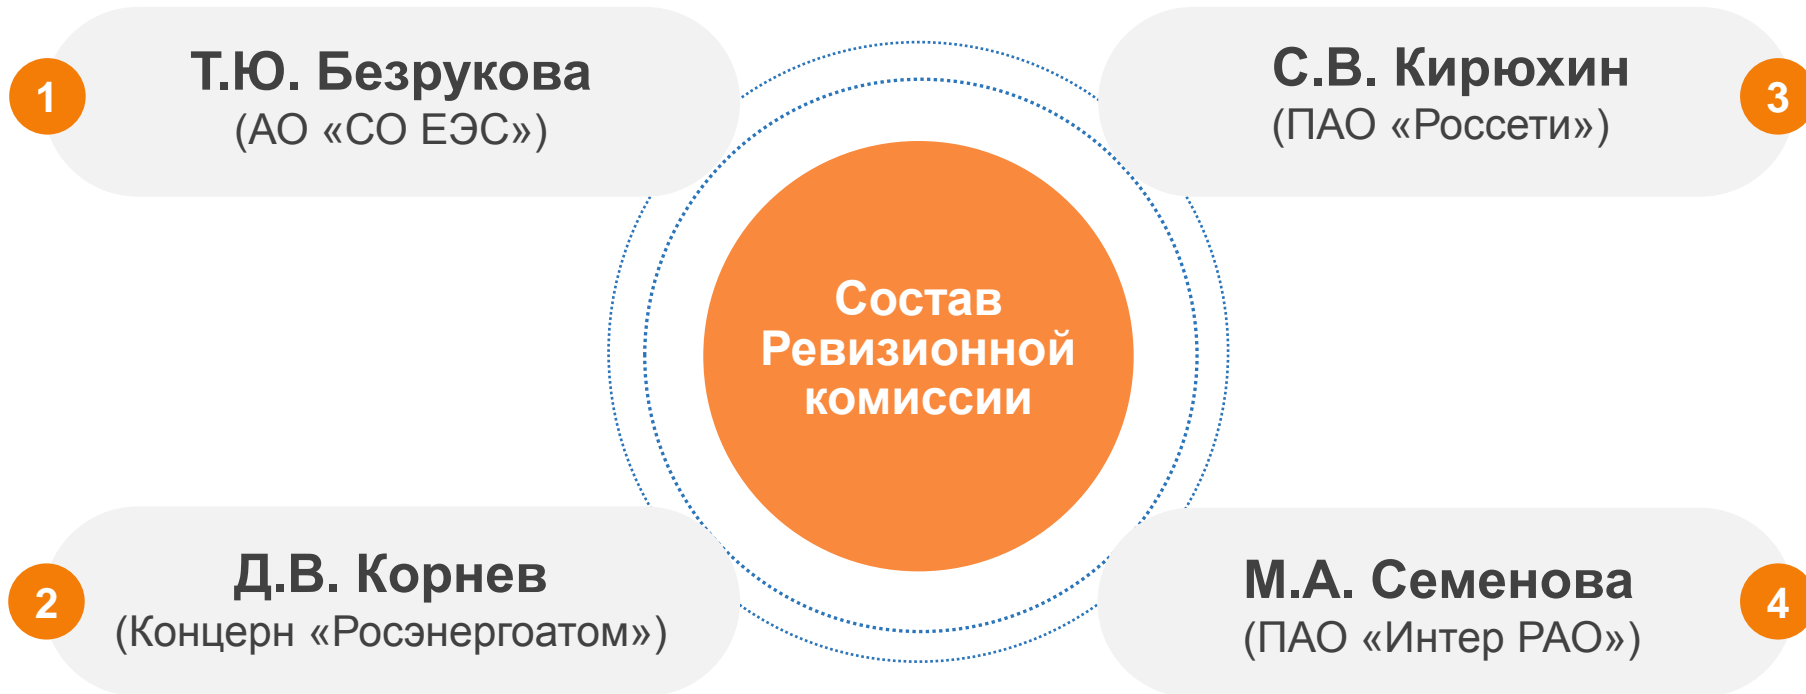 1
Т.Ю. Безрукова
(АО «СО ЕЭС»)
2
Д.В. Корнев
(Концерн «Росэнергоатом»)
Состав
Ревизионной
комиссии
3
С.В. Кирюхин
(ПАО «Россети»)
4
М.А. Семенова
(ПАО «Интер РАО»)